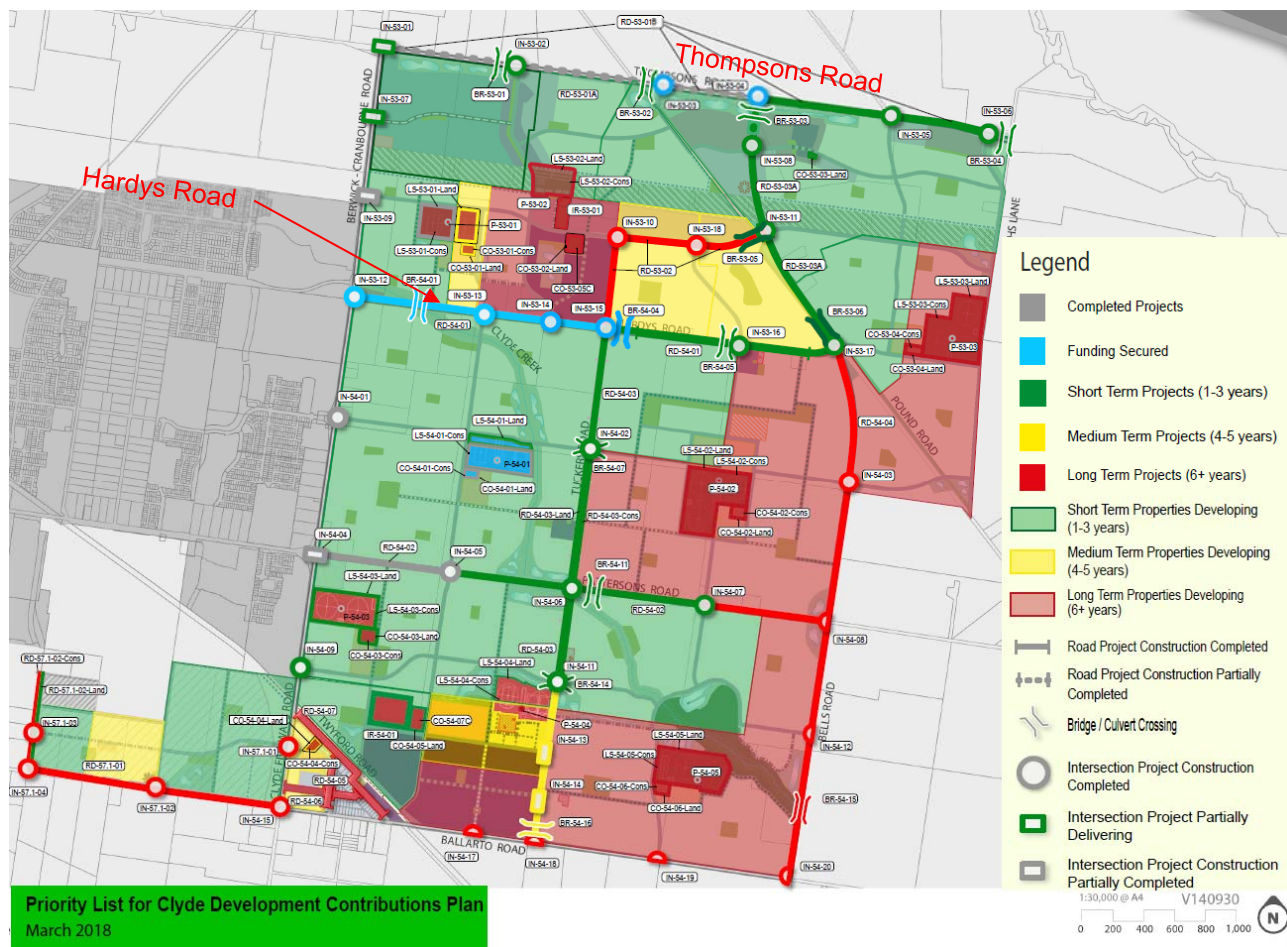 IN-53-01
RD-53-01B
IN-53-02
Thompsons Road
BR-53-01
RD-53-01A
BR-53-02
IN-53-03
IN-53-04
BR-53-03
IN-53-05
IN-53-06
BR-53-04
IN-53-07
BERWICK - CRANBOURNE ROAD
IN-53-08
CO-53-03-Land
RD-53-03A
LS-53-02-Land
LS-53-02-Cons
Hardys Road
LS-53-01-Land
IN-53-09
P-53-02
IR-53-01
P-53-01
IN-53-10
IN-53-18
IN-53-11
LS-53-01-Cons
CO-53-01-Cons
CO-53-01-Land
CO-53-02-Land
CO-53-05C
RD-53-02
BR-53-05
RD-53-03A
IN-53-12
BR-54-01
IN-53-13
IN-53-14
IN-53-15
BR-54-04
RD-54-01
CLYDE CREEK
RD-54-01
BR-54-05
IN-53-16
BR-53-06
IN-53-17
LS-53-03-Land
LS-53-03-Cons
CO-53-04-Cons
P-53-03
CO-53-04-Land
RD-54-03
POUND ROAD
RD-54-04
IN-54-01
LS-54-01-Land
LS-54-01-Cons
P-54-01
CO-54-01-Cons
CO-54-01-Land
IN-54-02
BR-54-07
LS-54-02-Land
LS-54-02-Cons
P-54-02
CO-54-02-Cons
CO-54-02-Land
IN-54-03
RD-54-03-Land
RD-54-03-Cons
IN-54-04
RD-54-02
IN-54-05
BR-54-11
LS-54-03-Land
LS-54-03-Cons
P-54-03
CO-54-03-Land
CO-54-03-Cons
IN-54-06
RD-54-02
IN-54-07
IN-54-08
IN-54-09
RD-54-03
IN-54-11
BR-54-14
LS-54-04-Land
LS-54-04-Cons
P-54-04
RD-57.1-02-Cons
RD-57.1-02-Land
IN-57.1-03
RD-57.1-01
IN-57.1-04
IN-57.1-02
CO-54-04-Land
RD-54-07
TWYFORD ROAD
IN-57.1-01
CO-54-04-Cons
RD-54-05
RD-54-06
IN-54-15
IR-54-01
CO-54-07C
CO-54-05-Land
IN-54-13
IN-54-14
LS-54-05-Land
LS-54-05-Cons
P-54-05
CO-54-06-Cons
CO-54-06-Land
IN-54-12
BELLS ROAD
BR-54-15
BR-54-16
BALLARTO ROAD
IN-54-17
IN-54-18
IN-54-19
IN-54-20
Legend
Completed Projects
Funding Secured
Short Term Projects (1-3 years)
Medium Term Projects (4-5 years)
Long Term Projects (6+ years)
Short Term Properties Developing
(1-3 years)
Medium Term Properties Developing
(4-5 years)
Long Term Properties Developing
(6+ years)
Road Project Construction Completed
Road Project Construction Partially
Completed
Bridge / Culvert Crossing
Intersection Project Construction
Completed
Intersection Project Partially
Delivering
Intersection Project Construction
Partially Completed
Priority List for Clyde Development Contributions Plan
March 2018
1:30,000 @ A4
V140930
0 200 400 600 800 1,000
N